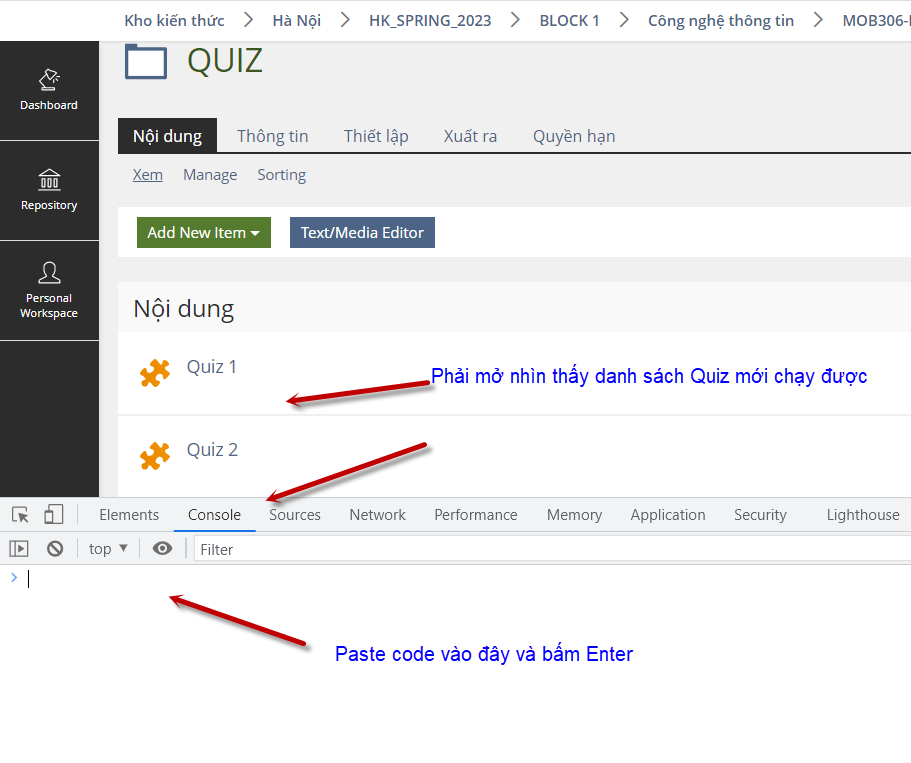 Kho kiến thức > Hà Nội > HK_SPRING_2023 > BLOCK 1 > Công nghệ thông tin > MOB306-
QUIZ
Dashboard
Repository
Personal
Workspace
Nội dung Thông tin Thiết lập Xuất ra Quyền hạn
Xem Manage Sorting
Add New Item Text/Media Editor
Nội dung
Quiz 1
Phải mở nhìn thấy danh sách Quiz mới chạy được
Quiz 2
Elements Console Sources Network Performance Memory Application Security Lighthouse
top ▼ Filter
>
Paste code vào đây và bấm Enter